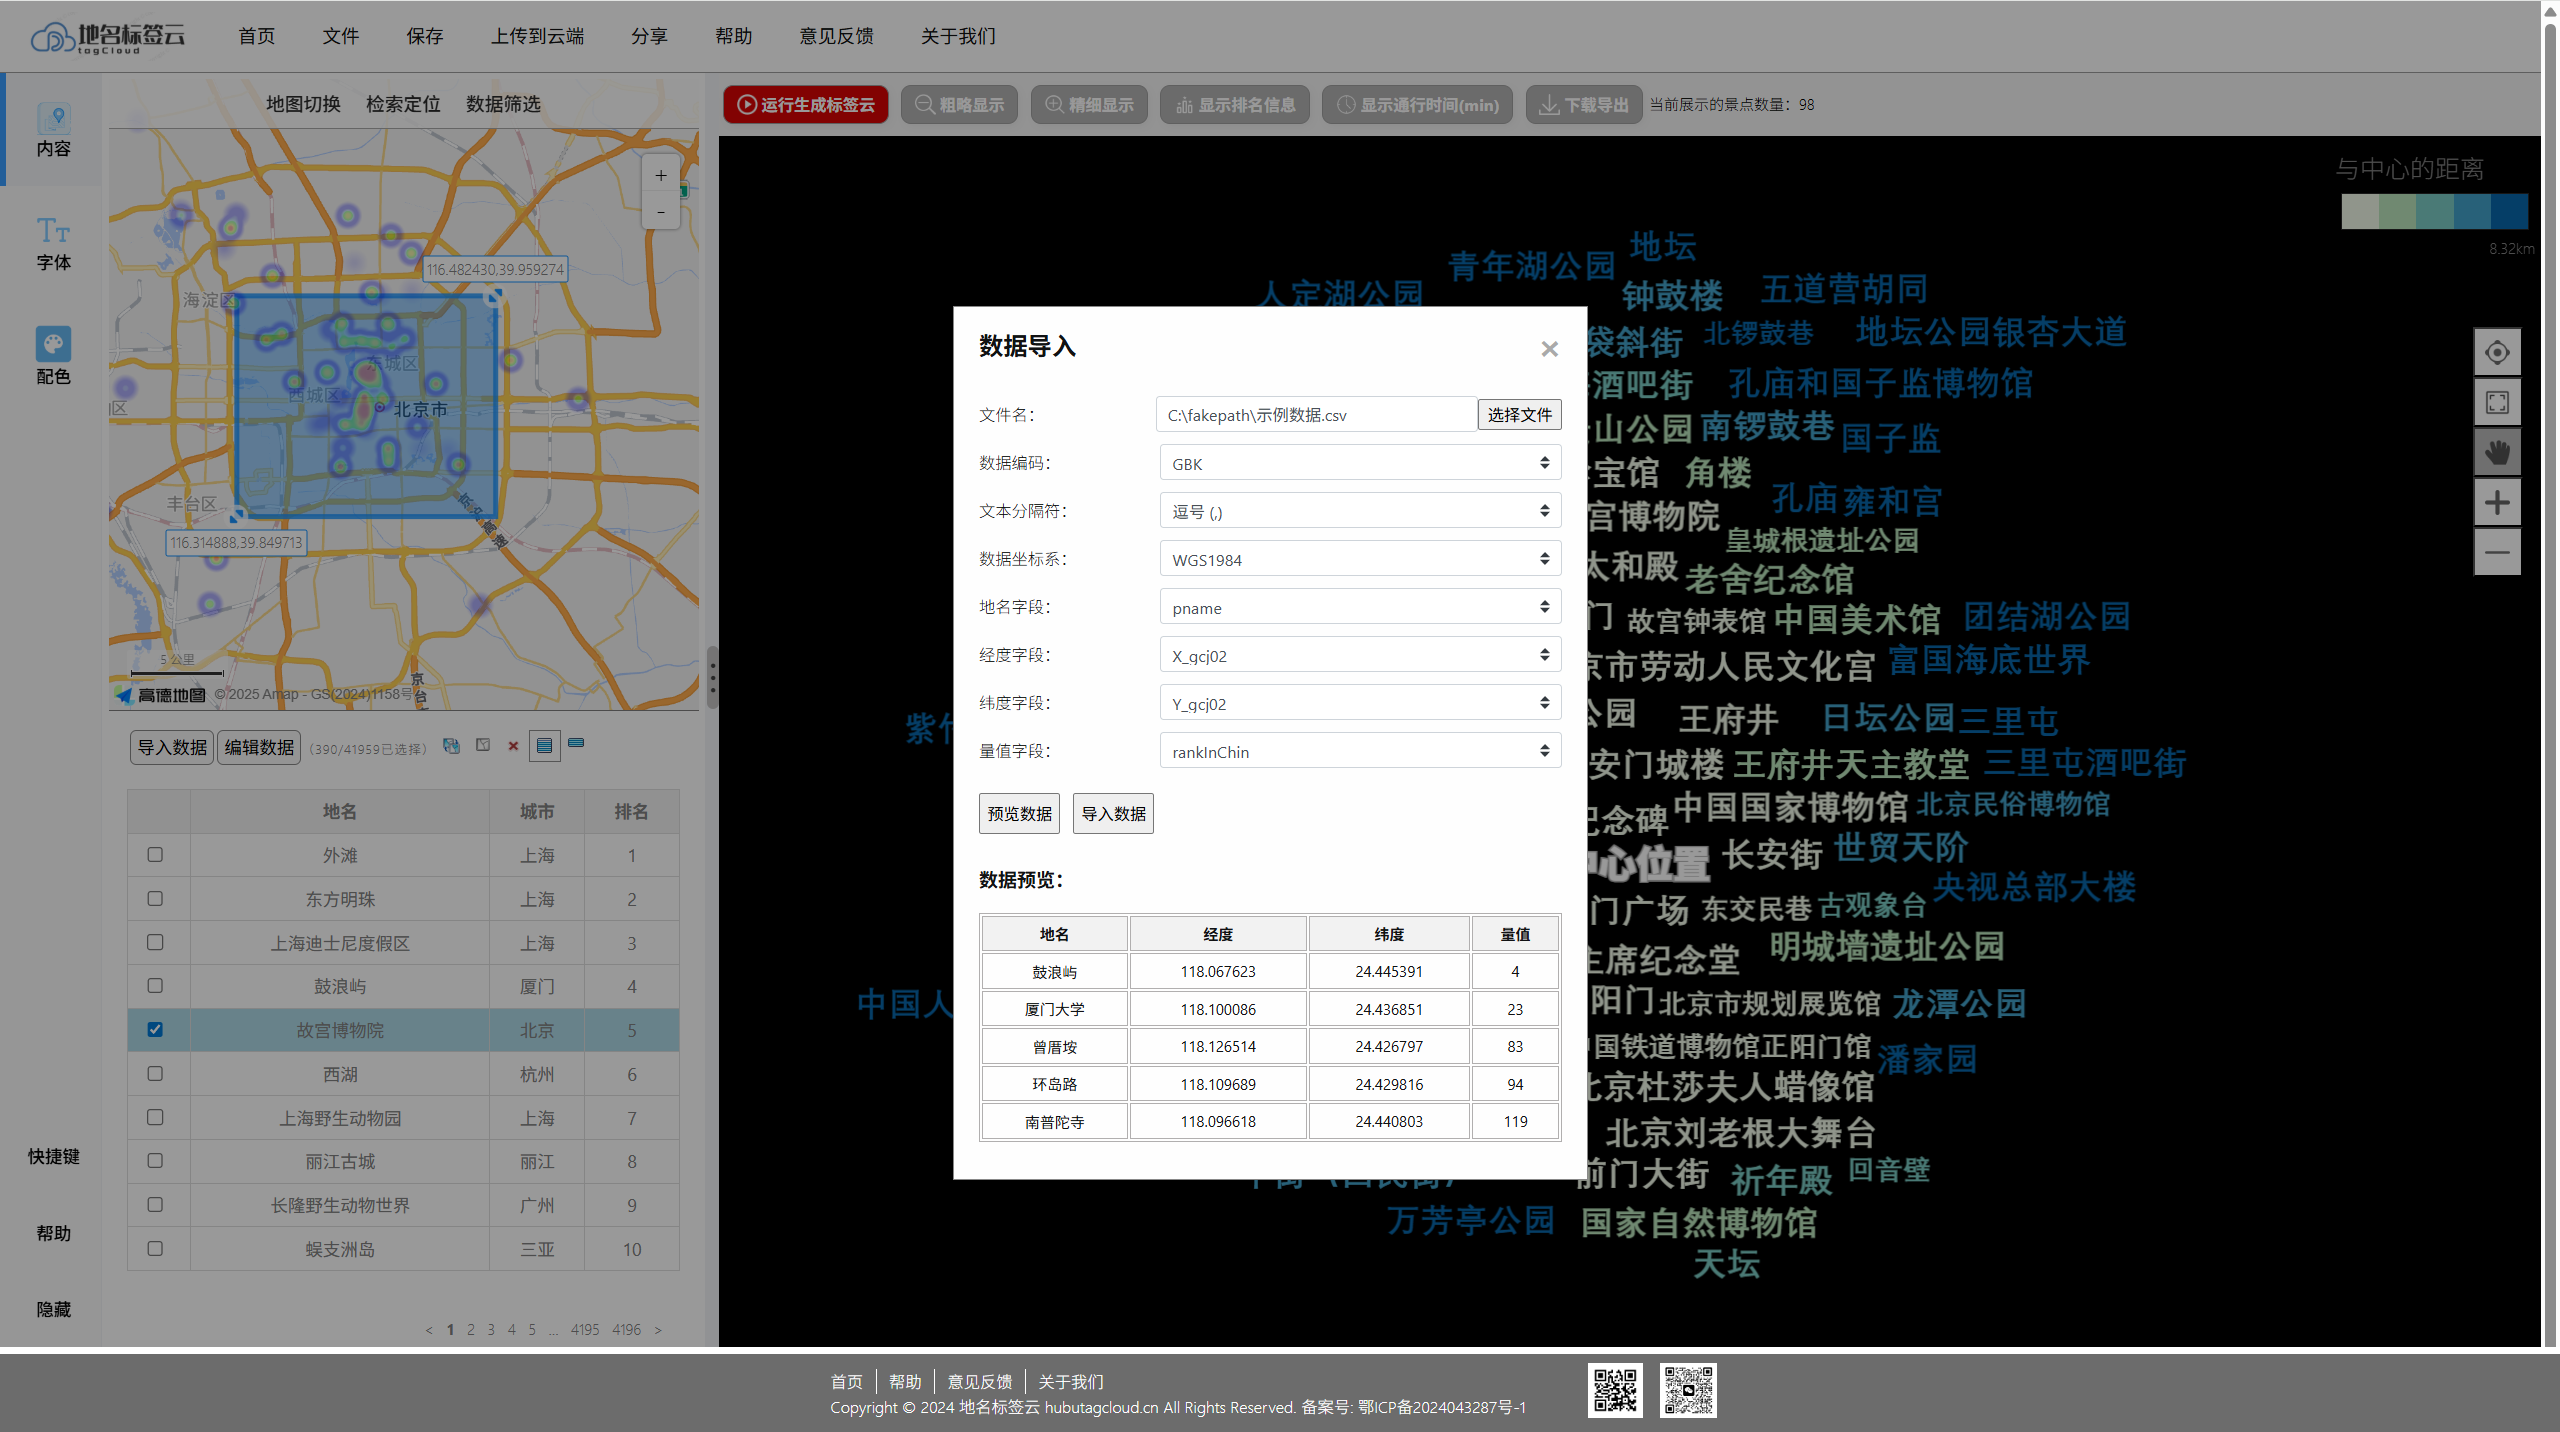 地名标签云
tagCloud
首页 文件 保存 上传到云端 分享 帮助 意见反馈 关于我们
内容
字体
配色
快捷键
帮助
隐藏
地图切换 检索定位 数据筛选
+
-
116.482430,39.959274
海淀区
东城区
西城区
北京市
丰台区
116.314888,39.849713
京沪高速
京台
5 公里
高德地图 © 2025 Amap - GS(2024)1158号
导入数据 编辑数据 (390/41959已选择)
地名 城市 排名
外滩 上海 1
东方明珠 上海 2
上海迪士尼度假区 上海 3
鼓浪屿 厦门 4
故宫博物院 北京 5
西湖 杭州 6
上海野生动物园 上海 7
丽江古城 丽江 8
长隆野生动物世界 广州 9
蜈支洲岛 三亚 10
< 1 2 3 4 5 ... 4195 4196 >
运行生成标签云 粗略显示 精细显示 显示排名信息 显示通行时间(min) 下载导出 当前展示的景点数量：98
与中心的距离
8.32km
数据导入 ×
文件名： C:\fakepath\示例数据.csv 选择文件
数据编码： GBK
文本分隔符： 逗号 (,)
数据坐标系： WGS1984
地名字段： pname
经度字段： X_gcj02
纬度字段： Y_gcj02
量值字段： rankInChin
预览数据 导入数据
数据预览：
地名 经度 纬度 量值
鼓浪屿 118.067623 24.445391 4
厦门大学 118.100086 24.436851 23
曾厝垵 118.126514 24.426797 83
环岛路 118.109689 24.429816 94
南普陀寺 118.096618 24.440803 119
地坛
青年湖公园
人定湖公园 钟鼓楼 五道营胡同
袋斜街 北锣鼓巷 地坛公园银杏大道
酒吧街 孔庙和国子监博物馆
山公园 南锣鼓巷 国子监
宝馆 角楼
孔庙 雍和宫
宫博物院
皇城根遗址公园
太和殿 老舍纪念馆
门 故宫钟表馆 中国美术馆 团结湖公园
京市劳动人民文化宫 富国海底世界
公园 王府井 日坛公园 三里屯
紫竹
安门城楼 王府井天主教堂 三里屯酒吧街
纪念碑 中国国家博物馆 北京民俗博物馆
中心位置 长安街 世贸天阶
门广场 东交民巷 古观象台 央视总部大楼
主席纪念堂 明城墙遗址公园
中国人
阳门 北京市规划展览馆 龙潭公园
中国铁道博物馆正阳门馆 潘家园
北京杜莎夫人蜡像馆
北京刘老根大舞台
前门大街 祈年殿 回音壁
万芳亭公园 国家自然博物馆
天坛
首页 帮助 意见反馈 关于我们
Copyright © 2024 地名标签云 hubutagcloud.cn All Rights Reserved. 备案号: 鄂ICP备2024043287号-1